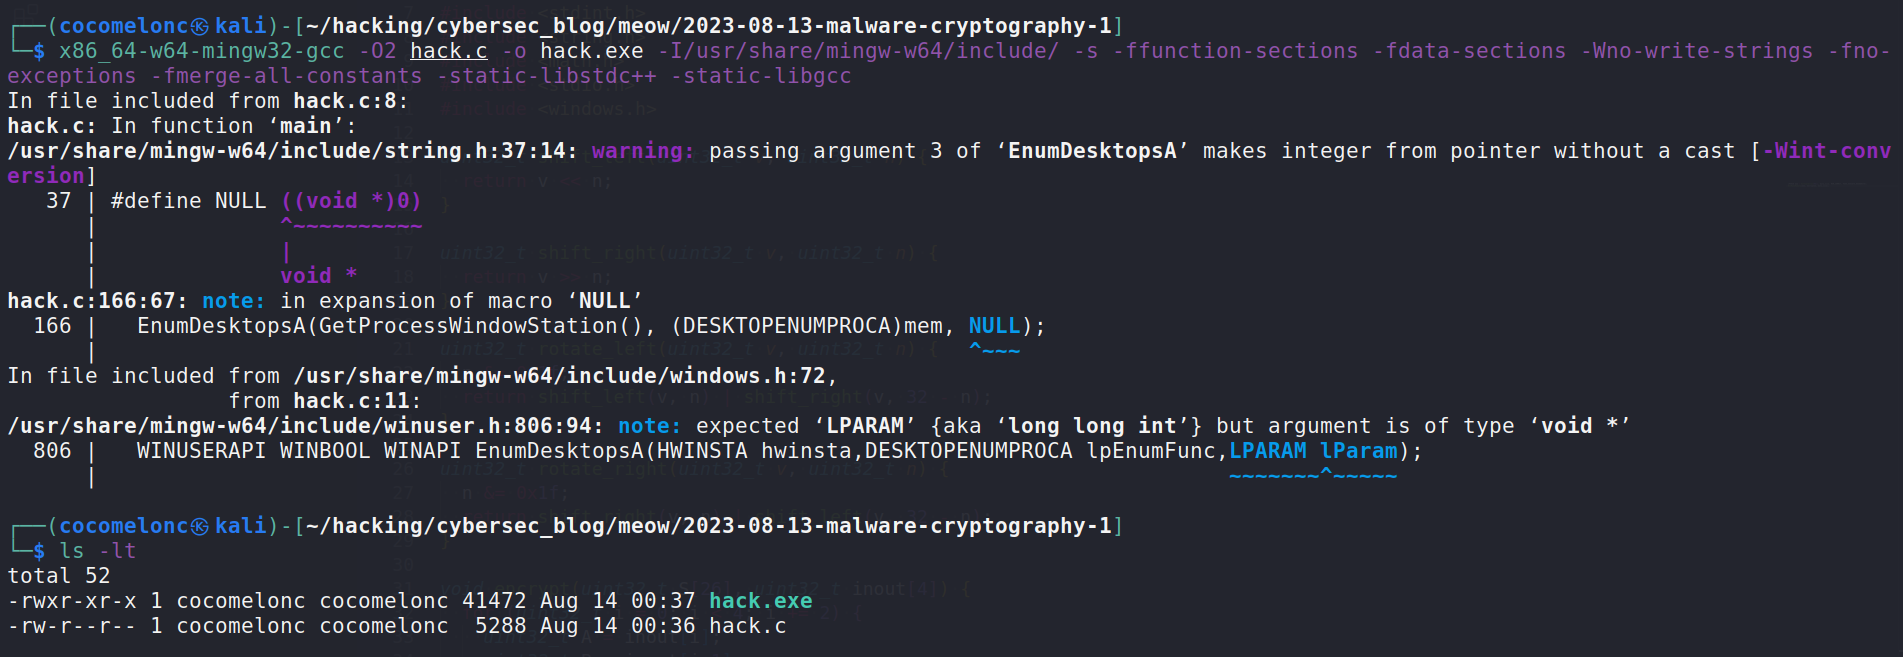 ┌──(cocomelonc㉿kali)-[~/hacking/cybersec_blog/meow/2023-08-13-malware-cryptography-1]
└─$ x86_64-w64-mingw32-gcc -O2 hack.c -o hack.exe -I/usr/share/mingw-w64/include/ -s -ffunction-sections -fdata-sections -Wno-write-strings -fno-
exceptions -fmerge-all-constants -static-libstdc++ -static-libgcc
In file included from hack.c:8:
hack.c: In function ‘main’:
/usr/share/mingw-w64/include/string.h:37:14: warning: passing argument 3 of ‘EnumDesktopsA’ makes integer from pointer without a cast [-Wint-conv
ersion]
   37 | #define NULL ((void *)0)
      |              ^~~~~~~~~~~
      |              |
      |              void *
hack.c:166:67: note: in expansion of macro ‘NULL’
  166 |   EnumDesktopsA(GetProcessWindowStation(), (DESKTOPENUMPROCA)mem, NULL);
      |                                                                   ^~~~
In file included from /usr/share/mingw-w64/include/windows.h:72,
                 from hack.c:11:
/usr/share/mingw-w64/include/winuser.h:806:94: note: expected ‘LPARAM’ {aka ‘long long int’} but argument is of type ‘void *’
  806 |   WINUSERAPI WINBOOL WINAPI EnumDesktopsA(HWINSTA hwinsta,DESKTOPENUMPROCA lpEnumFunc,LPARAM lParam);
      |                                                                                       ~~~~~~~^~~~~~
┌──(cocomelonc㉿kali)-[~/hacking/cybersec_blog/meow/2023-08-13-malware-cryptography-1]
└─$ ls -lt
total 52
-rwxr-xr-x 1 cocomelonc cocomelonc 41472 Aug 14 00:37 hack.exe
-rw-r--r-- 1 cocomelonc cocomelonc  5288 Aug 14 00:36 hack.c